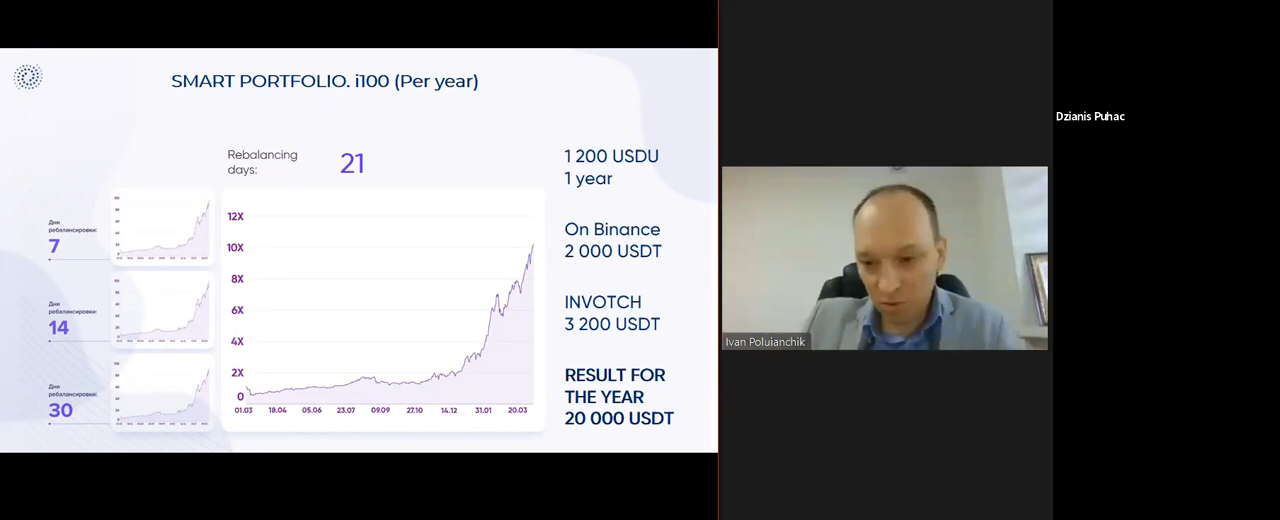 SMART PORTFOLIO. i100 (Per year)
Rebalancing
days:
21
Дни
ребалансировки:
7
Дни
ребалансировки:
14
Дни
ребалансировки:
30
12X
10X
8X
6X
4X
2X
0
01.03 18.04 05.06 23.07 09.09 27.10 14.12 31.01 20.03
1 200 USDU
1 year
On Binance
2 000 USDT
INVOTCH
3 200 USDT
RESULT FOR
THE YEAR
20 000 USDT
Ivan Poluianchik
Dzianis Puhac